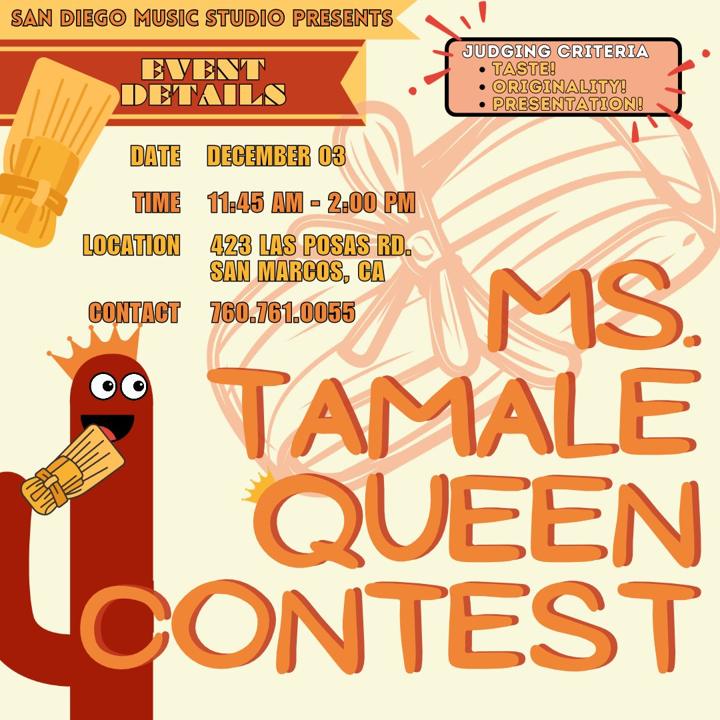 SAN DIEGO MUSIC STUDIO PRESENTS
EVENT
DETAILS
JUDGING CRITERIA
• TASTE!
• ORIGINALITY!
• PRESENTATION!
DATE DECEMBER 03
TIME 11:45 AM - 2:00 PM
LOCATION 423 LAS POSAS RD.
SAN MARCOS, CA
CONTACT 760.761.0055
MS.
TAMALE
QUEEN
CONTEST